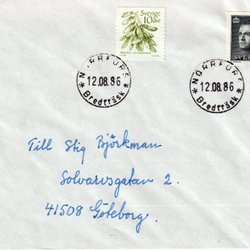 Sverige
10 öre
NORRFORS
12.08.86
Bredträsk
NORRFORS
12.08.86
Bredträsk
SVE
Till Stig Björkman
Solvarvsgatan 2.
41508 Göteborg.